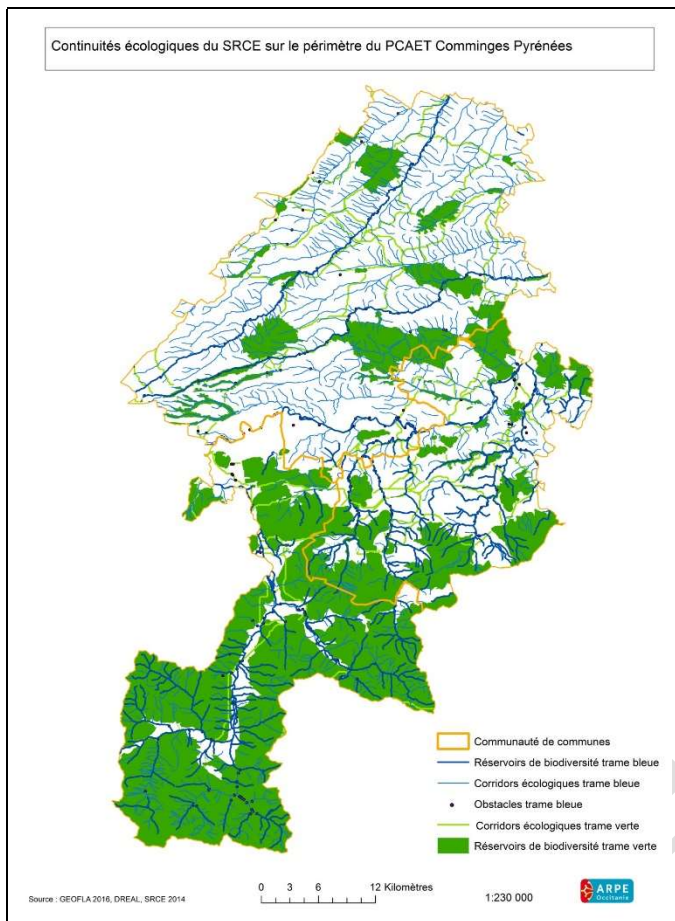 Continuités écologiques du SRCE sur le périmètre du PCAET Comminges Pyrénées
Communauté de communes
Réservoirs de biodiversité trame bleue
Corridors écologiques trame bleue
Obstacles trame bleue
Corridors écologiques trame verte
Réservoirs de biodiversité trame verte
Source : GEOFLA 2016, DREAL, SRCE 2014
0 3 6 12 Kilomètres
1:230 000
ARPE
Occitanie